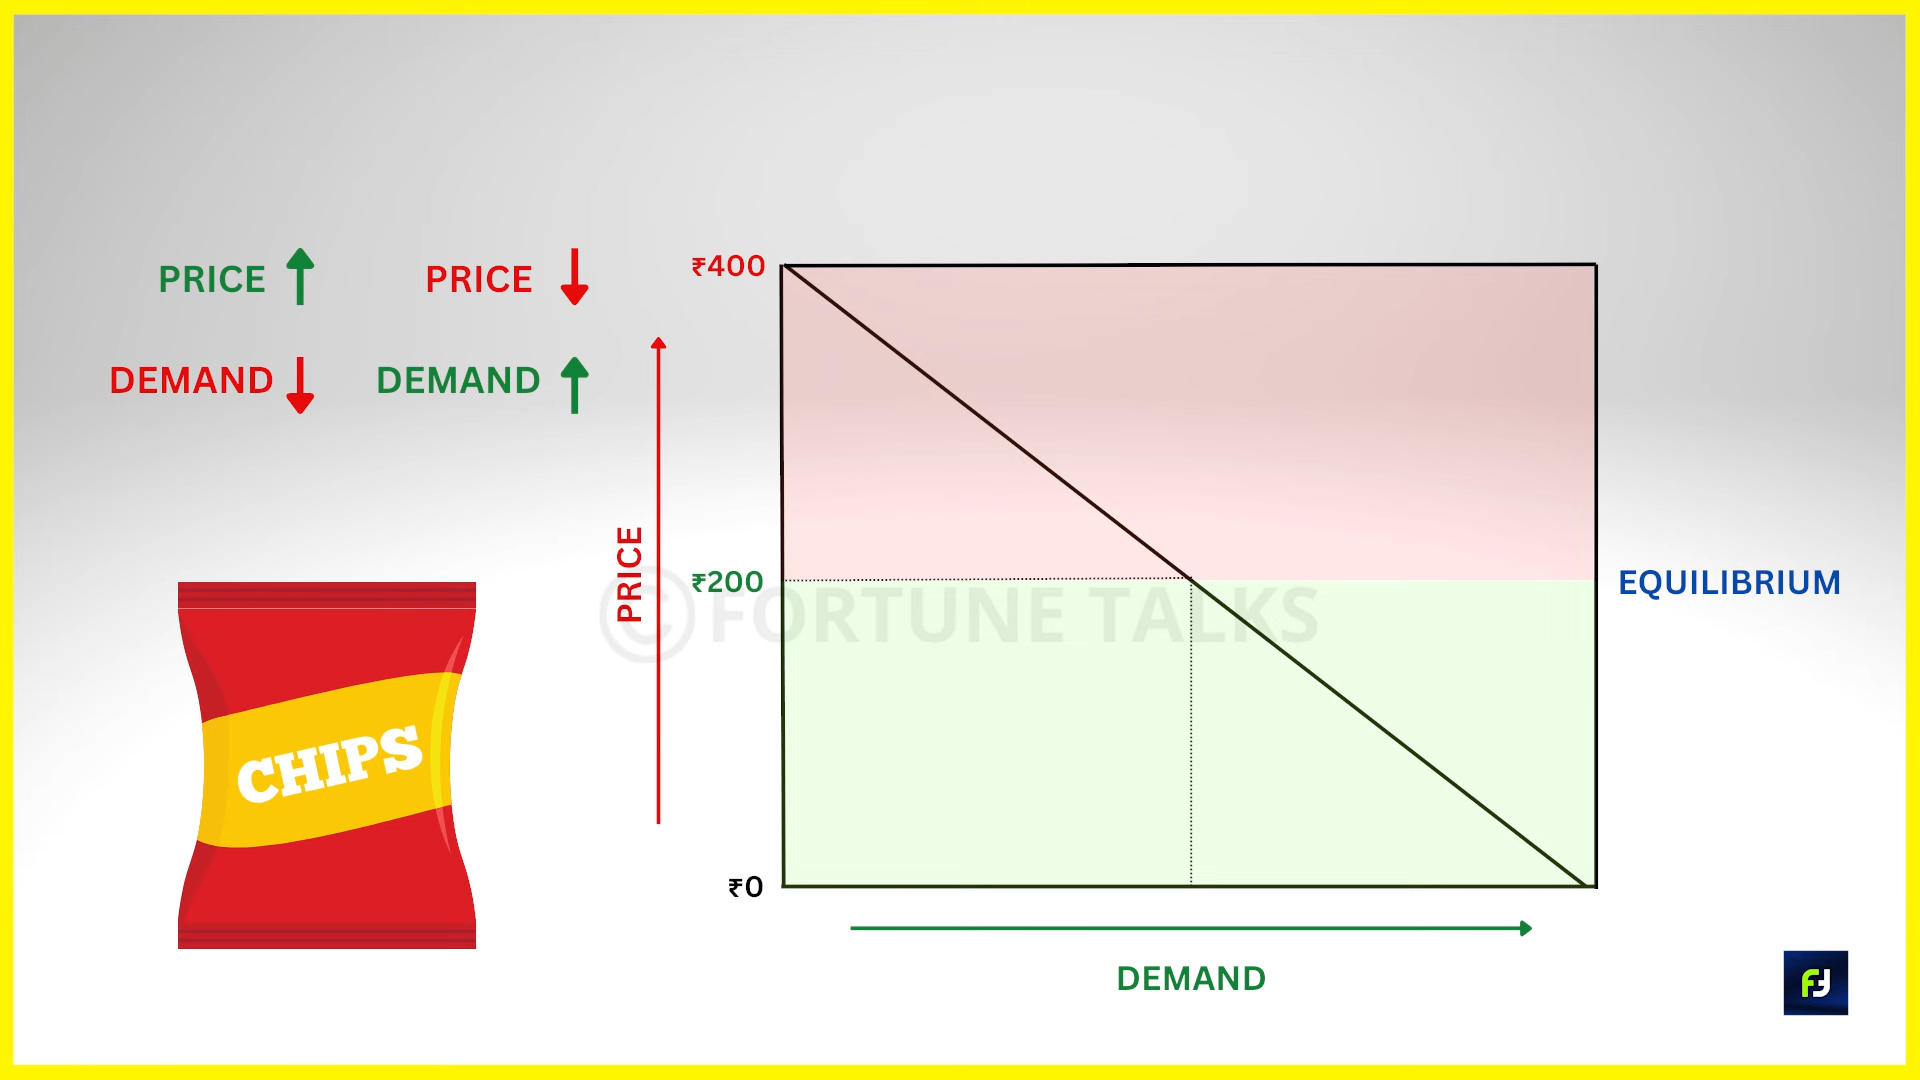 PRICE
PRICE
DEMAND
DEMAND
CHIPS
PRICE
₹400
₹200
₹0
EQUILIBRIUM
© FORTUNE TALKS
DEMAND